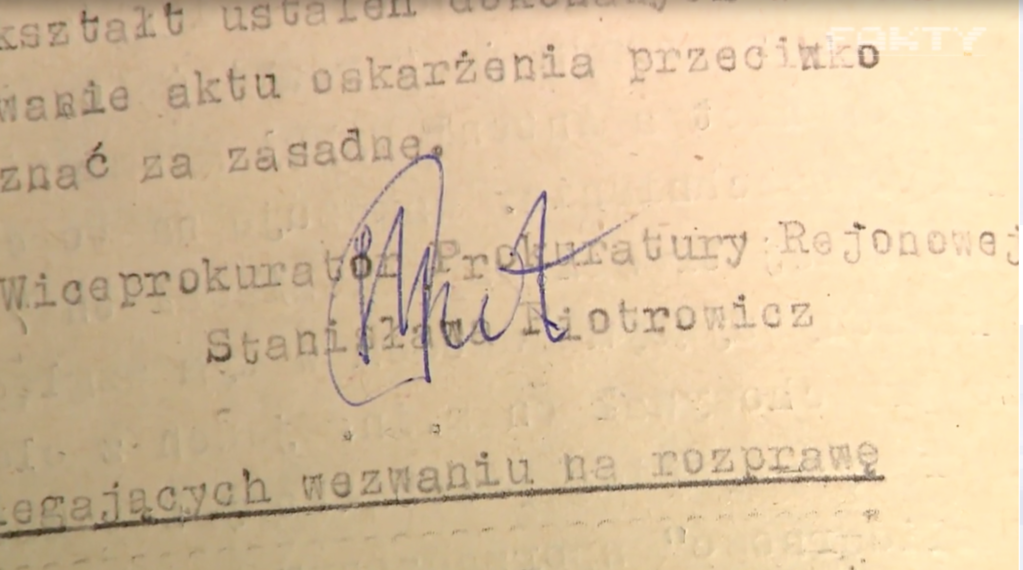 kształt ustaleń dokonanych
FAKTY
wanie aktu oskarżenia przeciwko
znać za zasadne.
Wiceprokurator Prokuratury Rejonowej
Stanisław Piotrowicz
legających wezwaniu na rozprawę